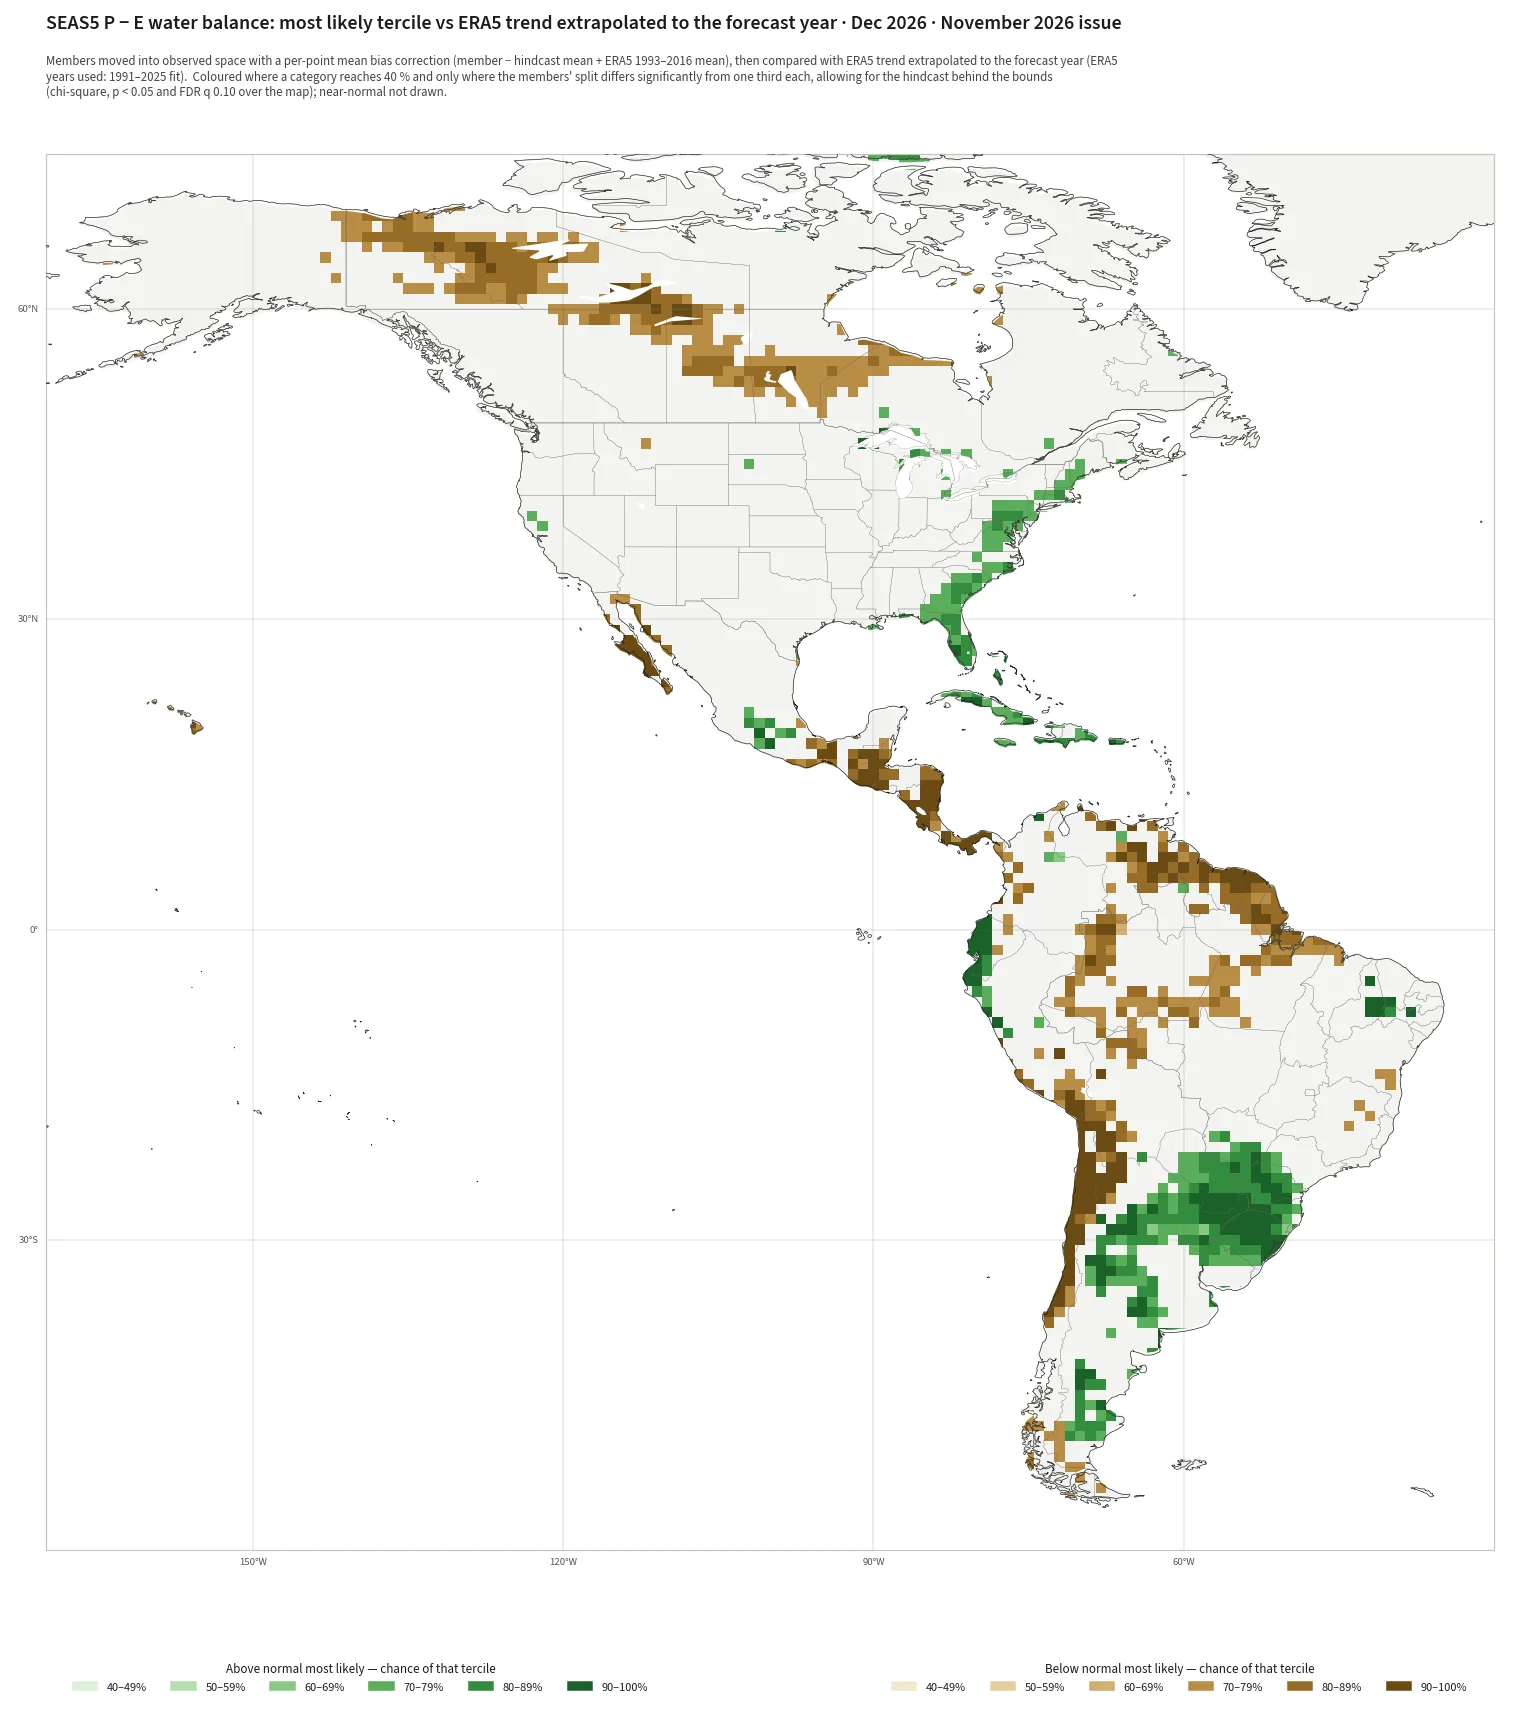 SEAS5 P − E water balance: most likely tercile vs ERA5 trend extrapolated to the forecast year · Dec 2026 · November 2026 issue
Members moved into observed space with a per-point mean bias correction (member − hindcast mean + ERA5 1993–2016 mean), then compared with ERA5 trend extrapolated to the forecast year (ERA5
years used: 1991–2025 fit). Coloured where a category reaches 40 % and only where the members' split differs significantly from one third each, allowing for the hindcast behind the bounds
(chi-square, p < 0.05 and FDR q 0.10 over the map); near-normal not drawn.
60°N
30°N
0°
30°S
150°W 120°W 90°W 60°W
Above normal most likely — chance of that tercile
40–49% 50–59% 60–69% 70–79% 80–89% 90–100%
Below normal most likely — chance of that tercile
40–49% 50–59% 60–69% 70–79% 80–89% 90–100%